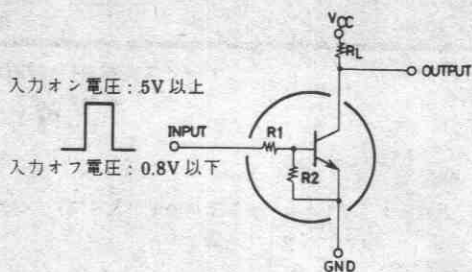 VCC
RL
OUTPUT
入力オン電圧：5V以上
INPUT
R1
入力オフ電圧：0.8V以下
R2
GND